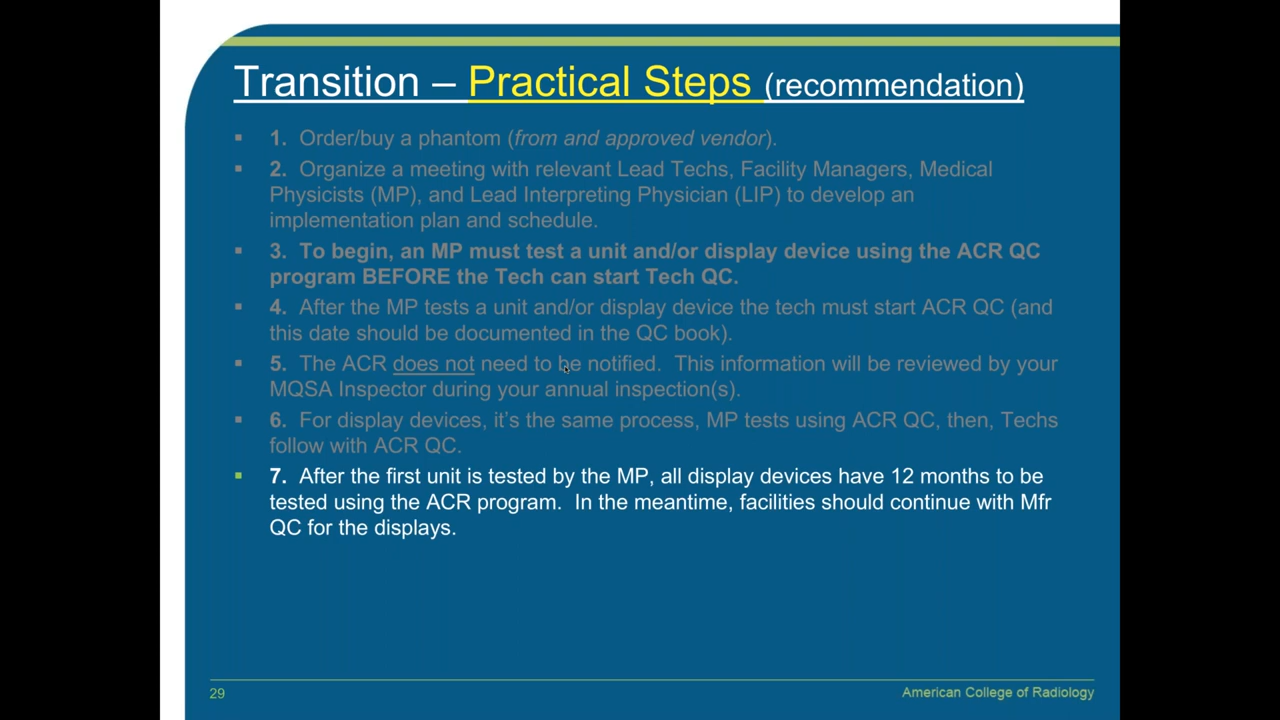 Transition – Practical Steps (recommendation)
▪ 1. Order/buy a phantom (from and approved vendor).
▪ 2. Organize a meeting with relevant Lead Techs, Facility Managers, Medical
Physicists (MP), and Lead Interpreting Physician (LIP) to develop an
implementation plan and schedule.
▪ 3. To begin, an MP must test a unit and/or display device using the ACR QC
program BEFORE the Tech can start Tech QC.
▪ 4. After the MP tests a unit and/or display device the tech must start ACR QC (and
this date should be documented in the QC book).
▪ 5. The ACR does not need to be notified. This information will be reviewed by your
MQSA Inspector during your annual inspection(s).
▪ 6. For display devices, it's the same process, MP tests using ACR QC, then, Techs
follow with ACR QC.
▪ 7. After the first unit is tested by the MP, all display devices have 12 months to be
tested using the ACR program. In the meantime, facilities should continue with Mfr
QC for the displays.
29
American College of Radiology